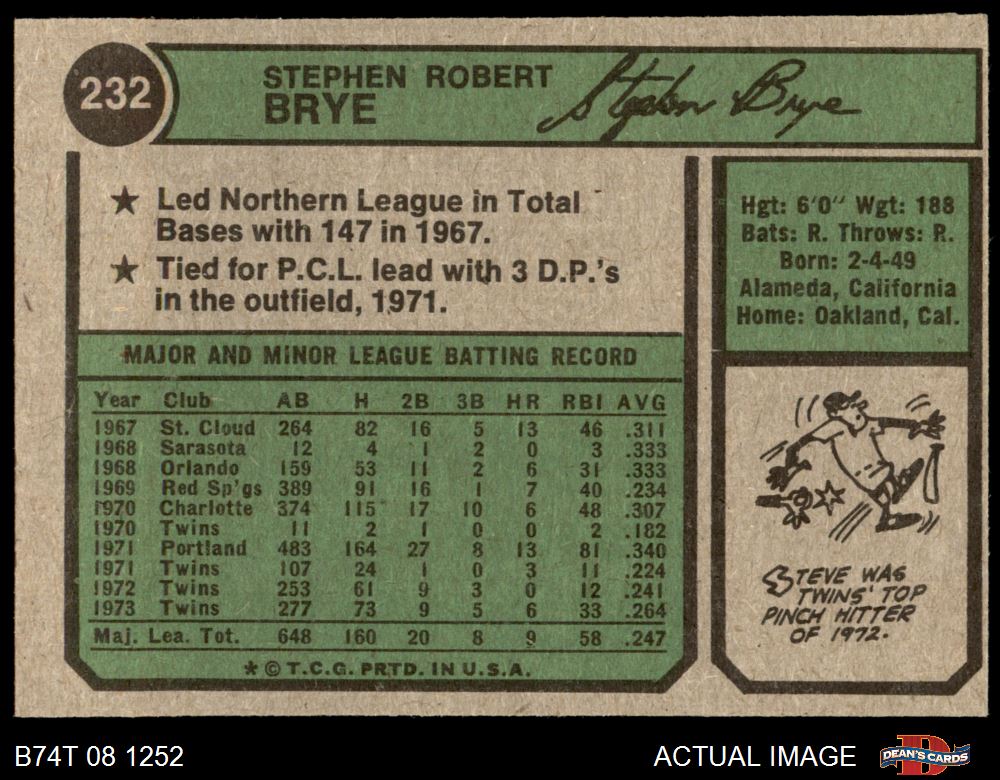 232
STEPHEN ROBERT
BRYE
Stephen Brye
★ Led Northern League in Total
Bases with 147 in 1967.
★ Tied for P.C.L. lead with 3 D.P.'s
in the outfield, 1971.
Hgt: 6'0" Wgt: 188
Bats: R. Throws: R.
Born: 2-4-49
Alameda, California
Home: Oakland, Cal.
MAJOR AND MINOR LEAGUE BATTING RECORD
Year Club AB H 2B 3B HR RBI AVG
1967 St. Cloud 264 82 16 5 13 46 .311
1968 Sarasota 12 4 1 2 0 3 .333
1968 Orlando 159 53 11 2 6 31 .333
1969 Red Sp'gs 389 91 16 1 7 40 .234
1970 Charlotte 374 115 17 10 6 48 .307
1970 Twins 11 2 1 0 0 2 .182
1971 Portland 483 164 27 8 13 81 .340
1971 Twins 107 24 1 0 3 11 .224
1972 Twins 253 61 9 3 0 12 .241
1973 Twins 277 73 9 5 6 33 .264
Maj. Lea. Tot. 648 160 20 8 9 58 .247
★ © T.C.G. PRTD. IN U.S.A.
STEVE WAS
TWINS' TOP
PINCH HITTER
OF 1972.
B74T 08 1252
ACTUAL IMAGE
DEAN'S CARDS